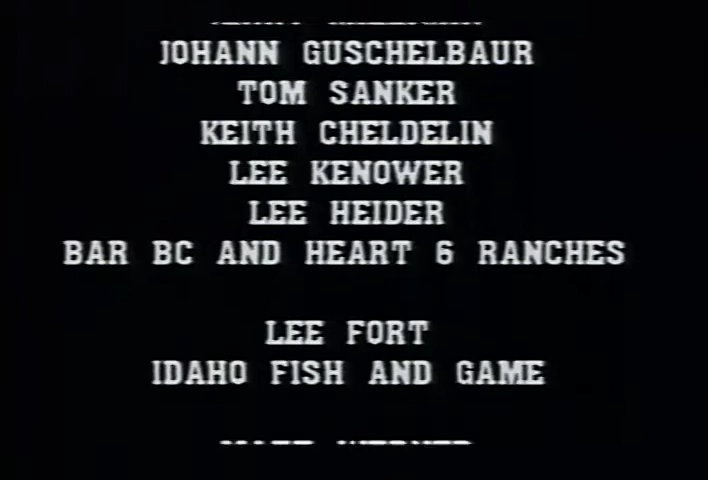 JOHANN GUSCHELBAUR
TOM SANKER
KEITH CHELDELIN
LEE KENOWER
LEE HEIDER
BAR BC AND HEART 6 RANCHES
LEE FORT
IDAHO FISH AND GAME